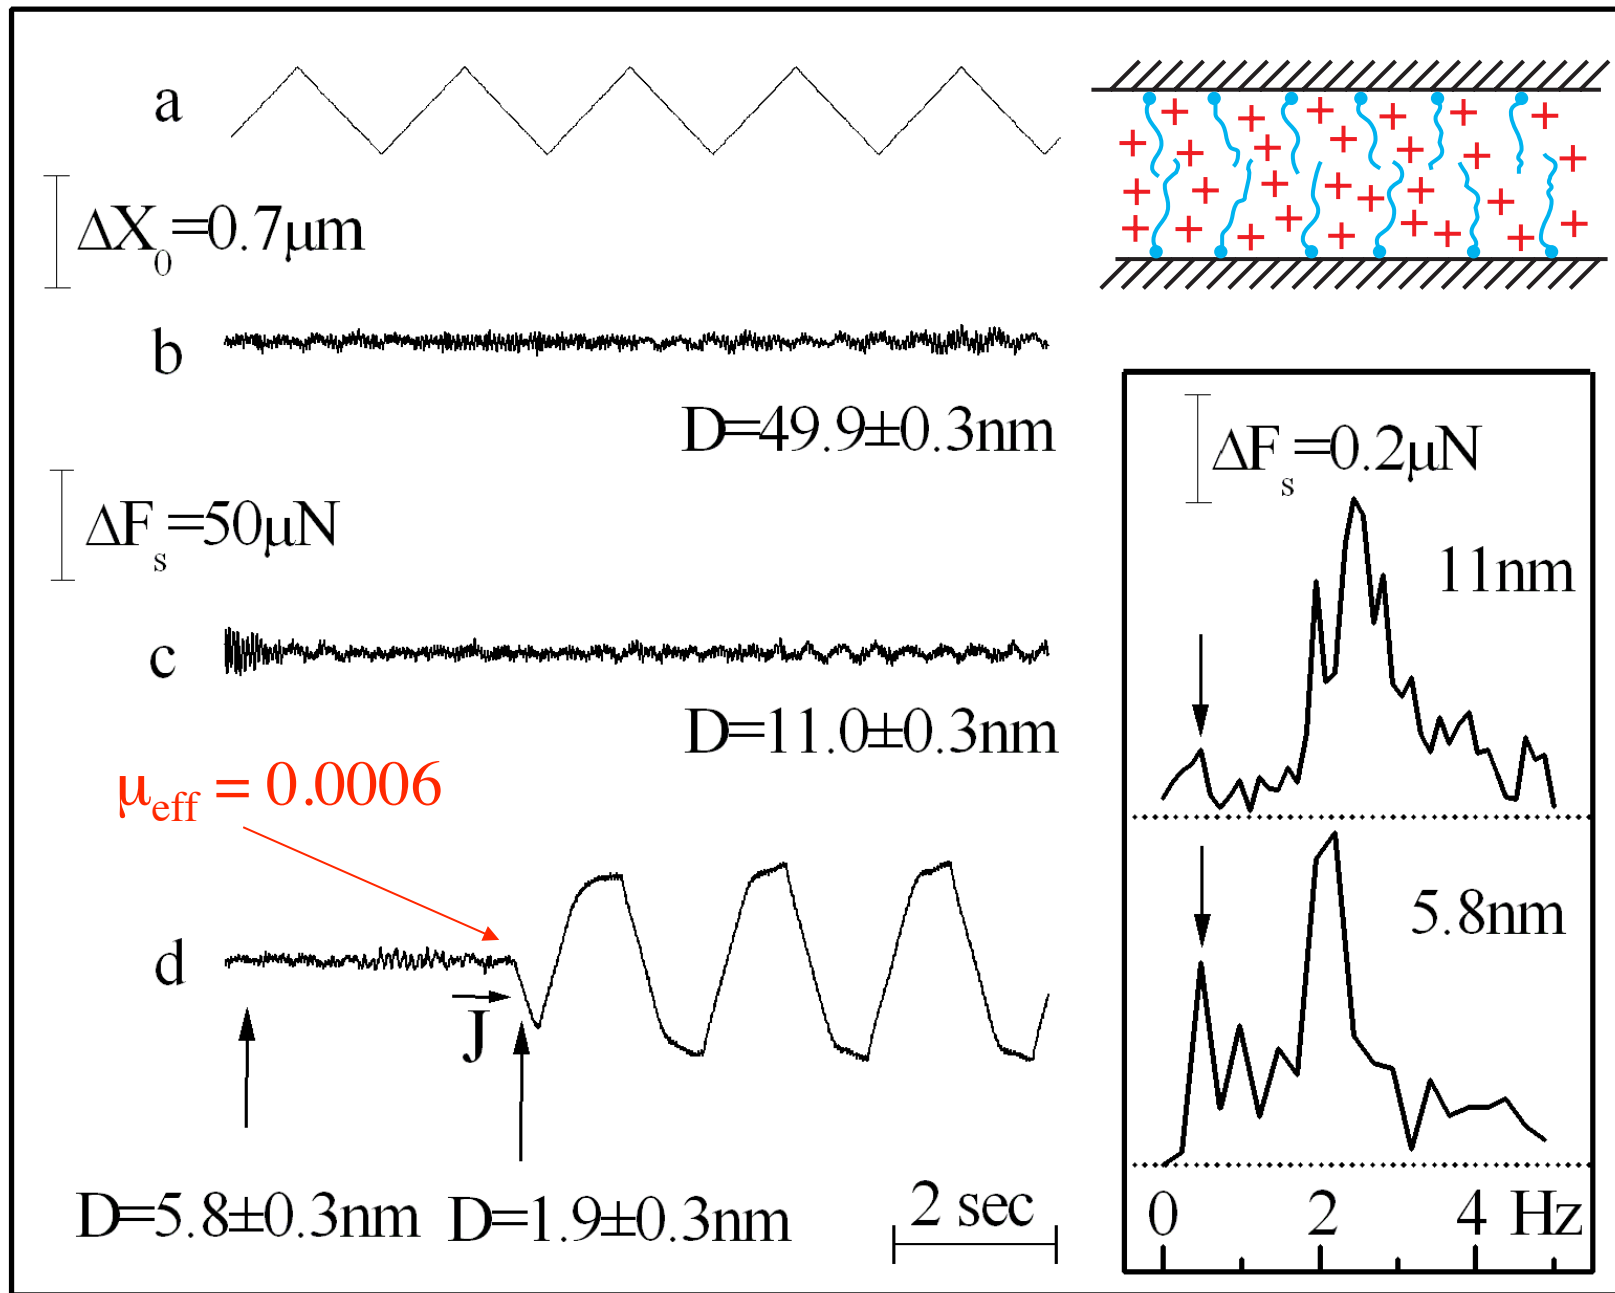 a
ΔX₀=0.7μm
b
D=49.9±0.3nm
ΔFₛ=50μN
c
D=11.0±0.3nm
μeff = 0.0006
d
J
D=5.8±0.3nm
D=1.9±0.3nm
2 sec
ΔFₛ=0.2μN
11nm
5.8nm
0 2 4 Hz